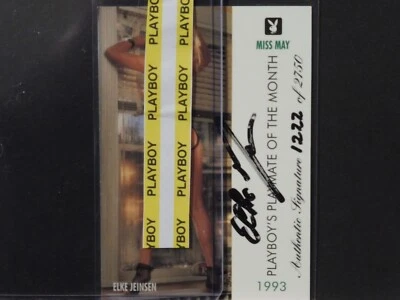 MISS MAY
PLAYBOY'S PLAYMATE OF THE MONTH
Authentic Signature 1222 of 2750
1993
ELKE JEINSEN
PLAYBOY PLAYBOY PLAYBOY PLAYBOY
PLAYBOY PLAYBOY PLAYBOY PLAYBOY
Elke